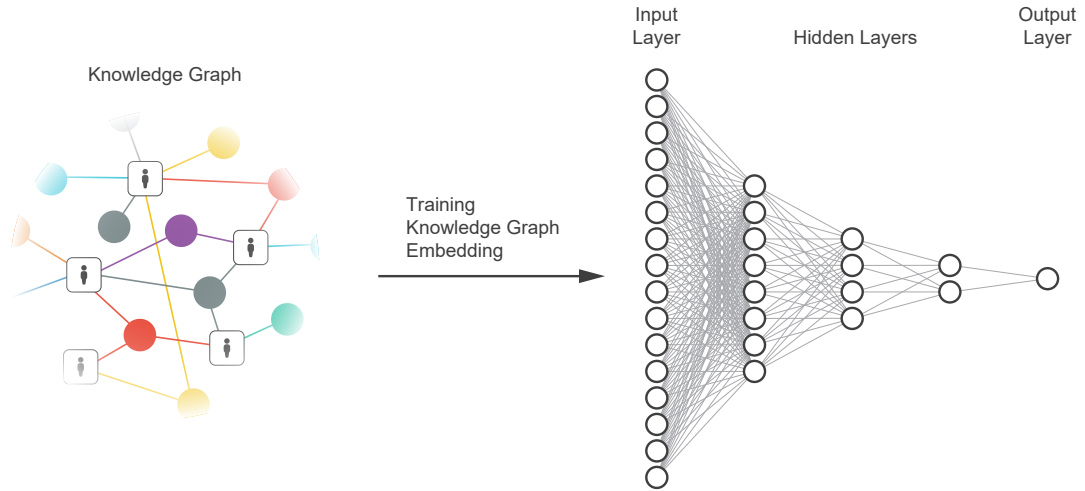 Knowledge Graph
Training
Knowledge Graph
Embedding
Input
Layer
Hidden Layers
Output
Layer